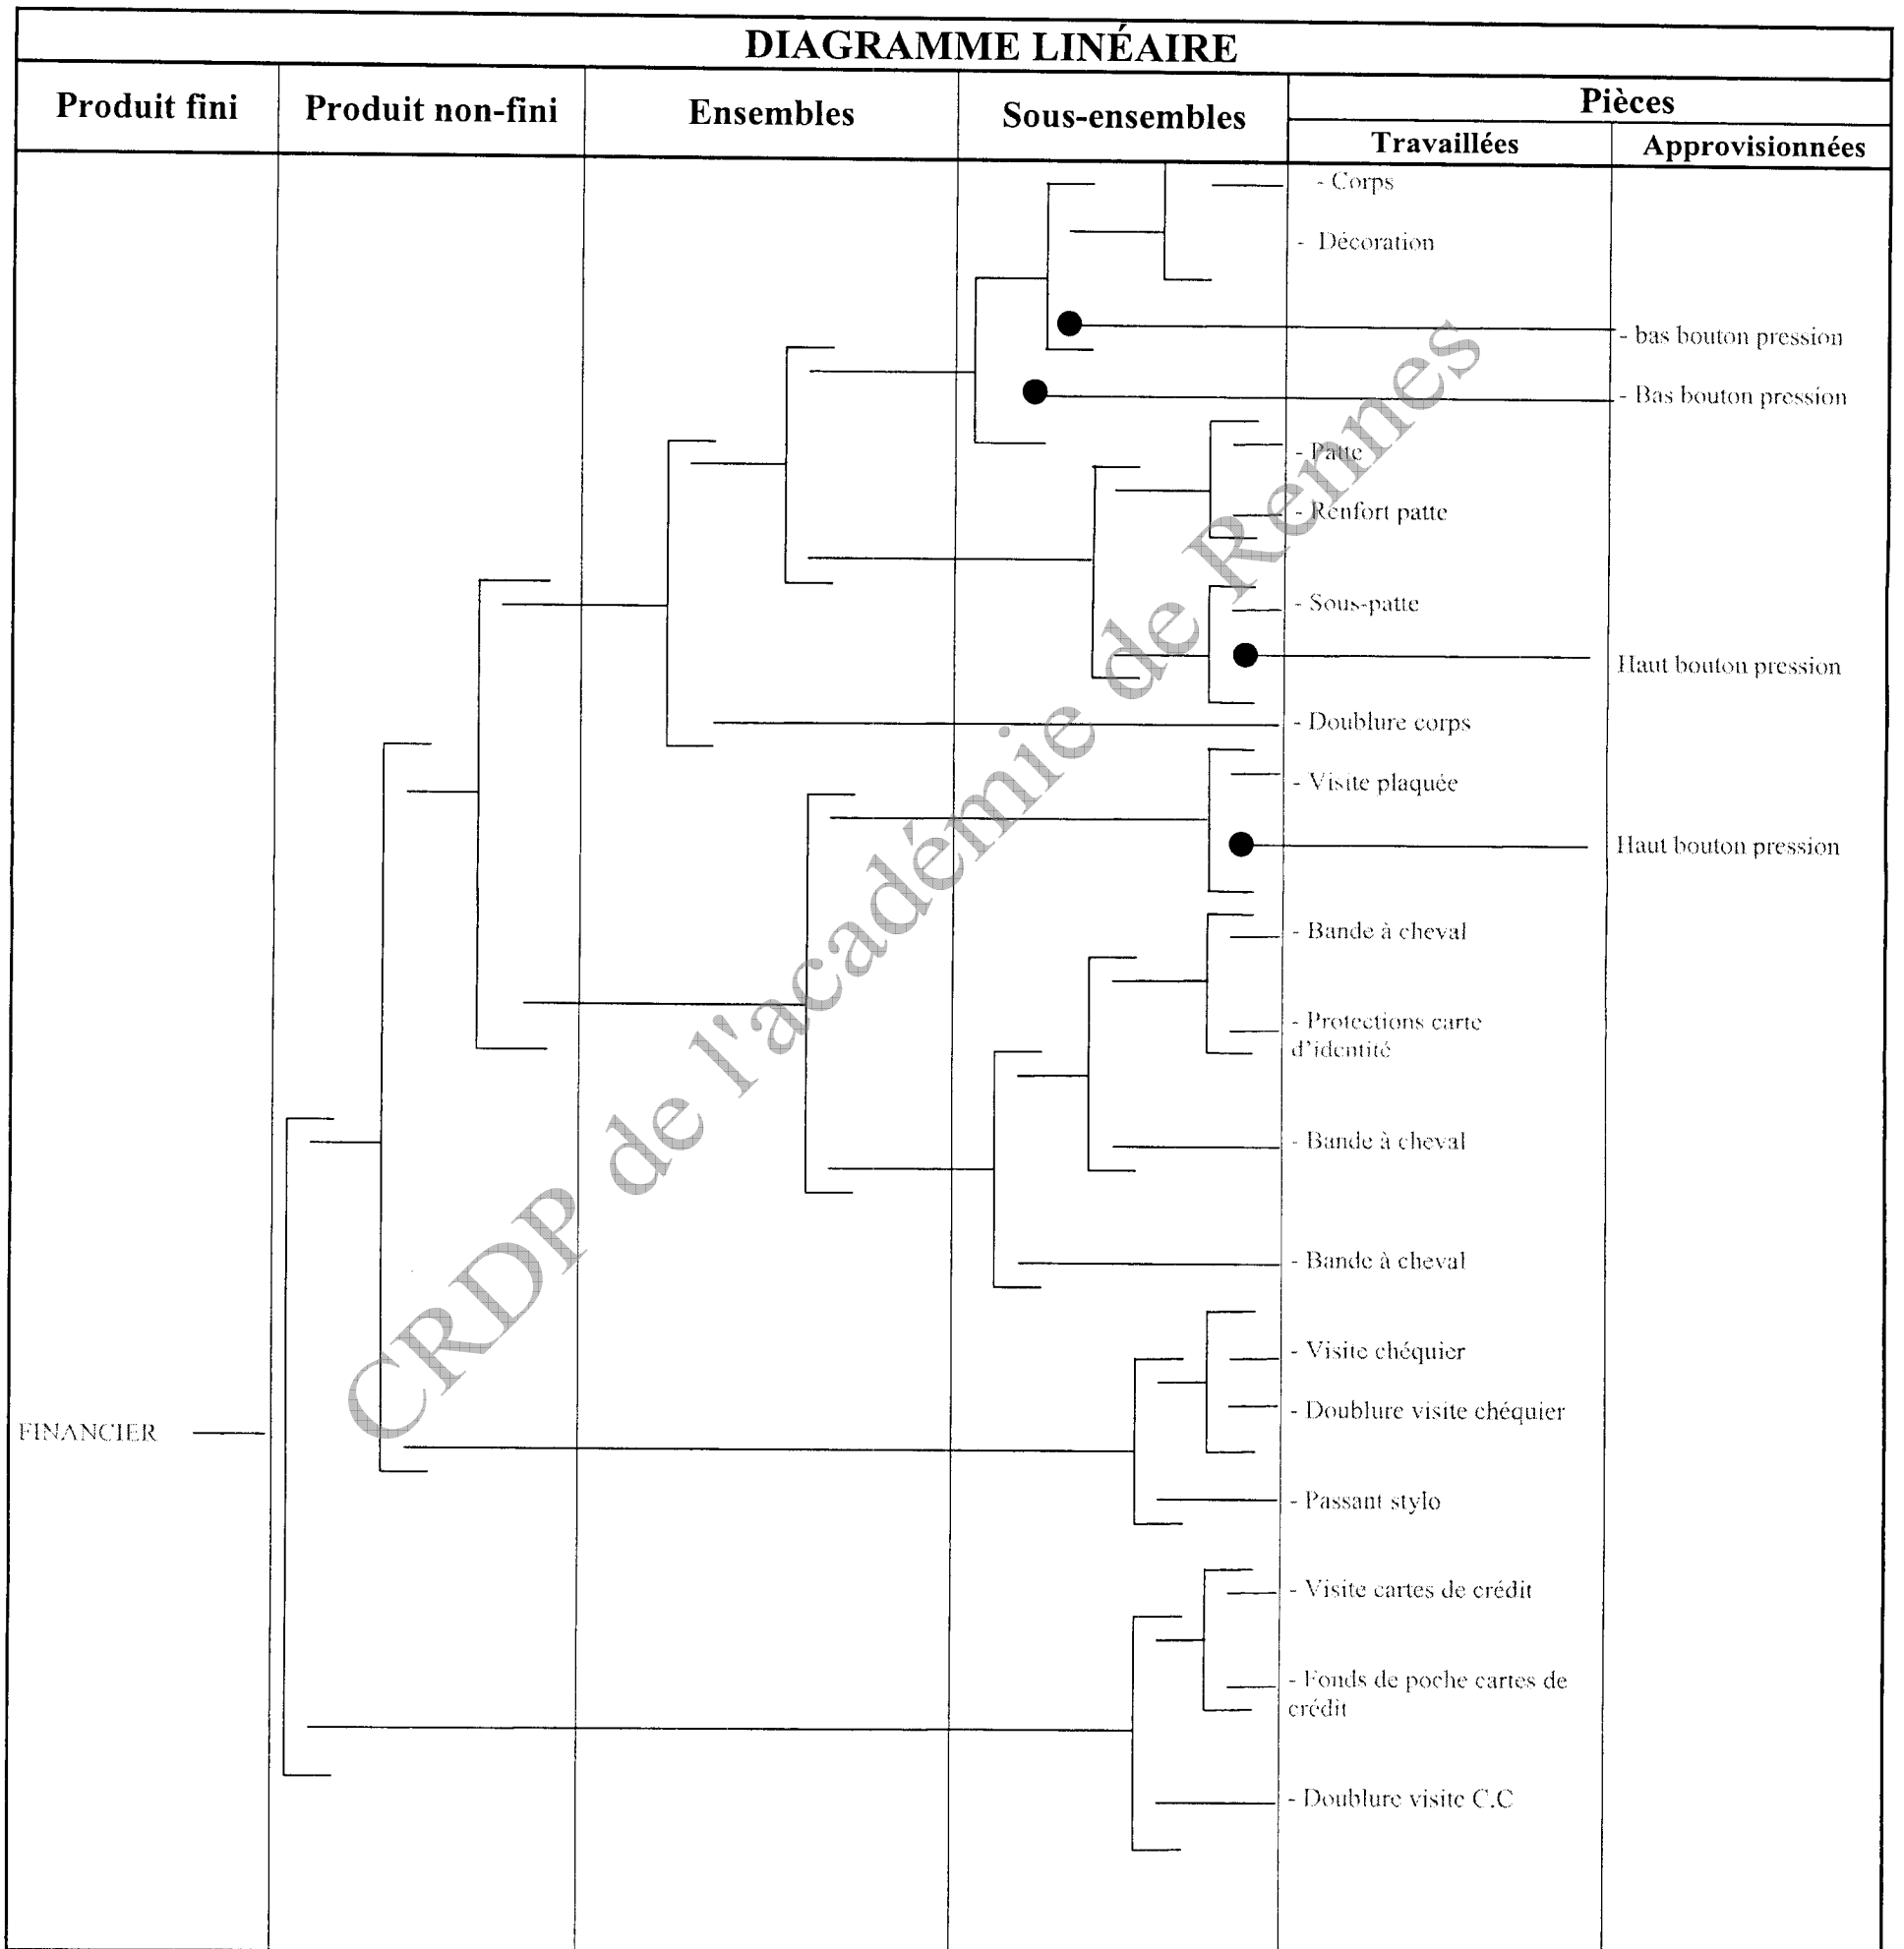 DIAGRAMME LINÉAIRE
Produit fini
Produit non-fini
Ensembles
Sous-ensembles
Pièces
Travaillées
Approvisionnées
- Corps
- Décoration
- bas bouton pression
- Bas bouton pression
- Patte
- Renfort patte
- Sous-patte
Haut bouton pression
- Doublure corps
- Visite plaquée
Haut bouton pression
- Bande à cheval
- Protections carte
d'identité
- Bande à cheval
- Bande à cheval
- Visite chéquier
- Doublure visite chéquier
FINANCIER
- Passant stylo
- Visite cartes de crédit
- Fonds de poche cartes de
crédit
- Doublure visite C.C
CRDP de l'académie de Rennes